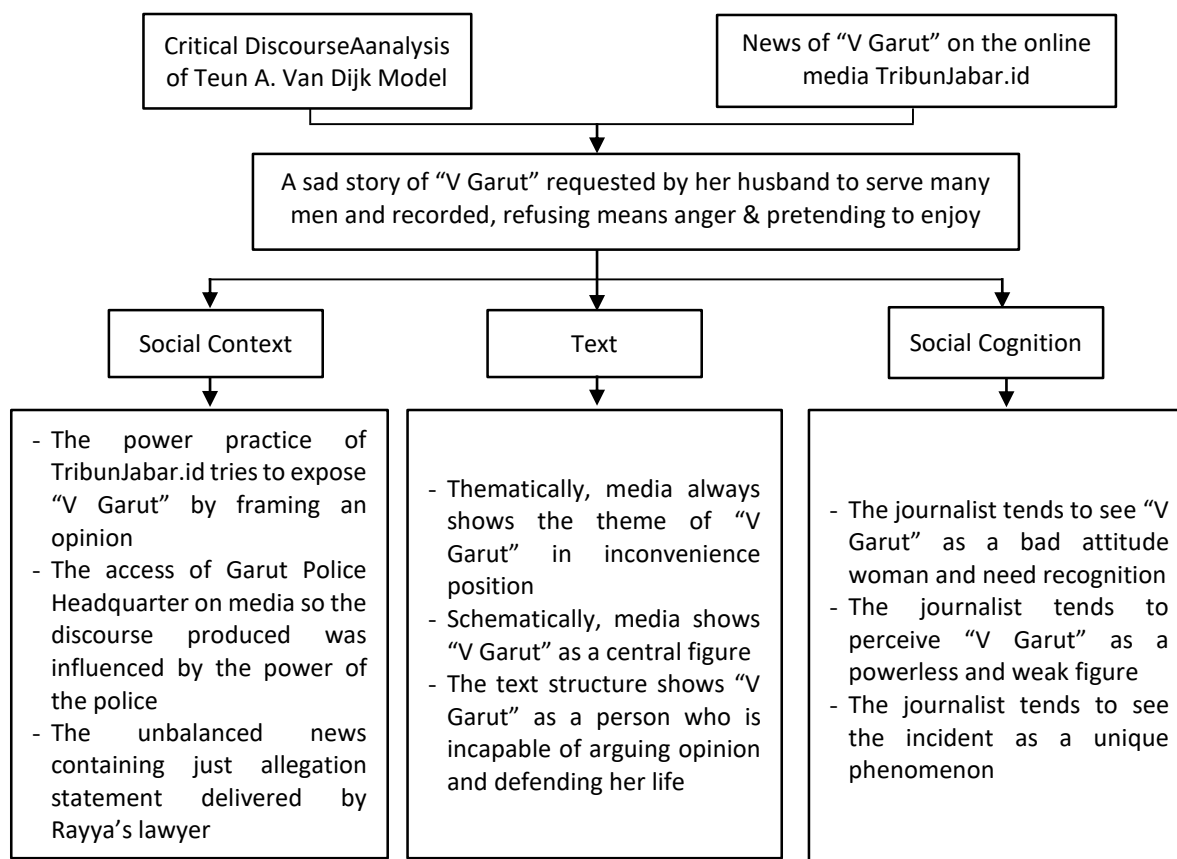 Critical DiscourseAanalysis
of Teun A. Van Dijk Model
News of “V Garut” on the online
media TribunJabar.id
A sad story of “V Garut” requested by her husband to serve many
men and recorded, refusing means anger & pretending to enjoy
Social Context
Text
Social Cognition
- The power practice of
TribunJabar.id tries to expose
“V Garut” by framing an
opinion
- The access of Garut Police
Headquarter on media so the
discourse produced was
influenced by the power of
the police
- The unbalanced news
containing just allegation
statement delivered by
Rayya’s lawyer
- Thematically, media always
shows the theme of “V
Garut” in inconvenience
position
- Schematically, media shows
“V Garut” as a central figure
- The text structure shows “V
Garut” as a person who is
incapable of arguing opinion
and defending her life
- The journalist tends to see “V
Garut” as a bad attitude
woman and need recognition
- The journalist tends to
perceive “V Garut” as a
powerless and weak figure
- The journalist tends to see
the incident as a unique
phenomenon